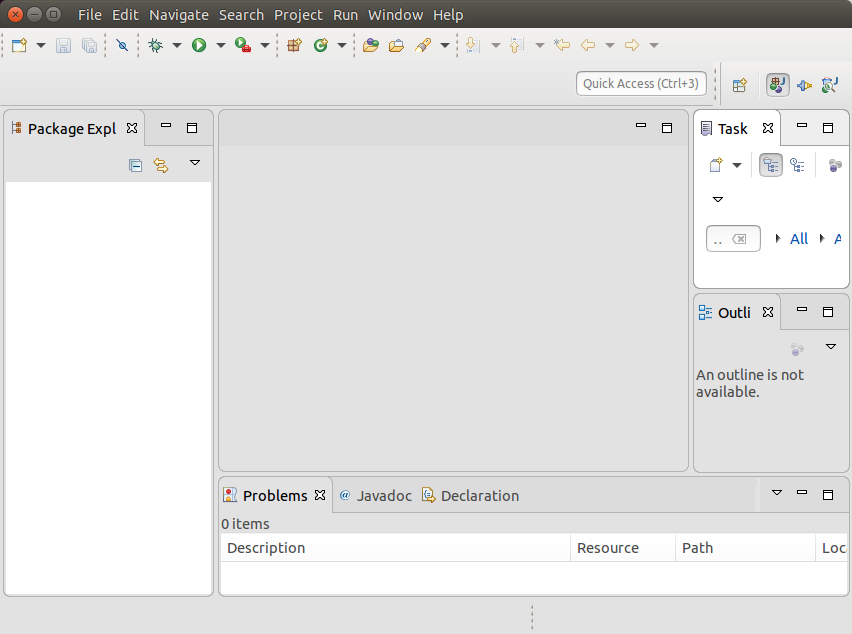 File Edit Navigate Search Project Run Window Help
Quick Access (Ctrl+3)
Package Expl
Task
.. All A
Outli
An outline is not
available.
Problems @ Javadoc Declaration
0 items
Description Resource Path Loc